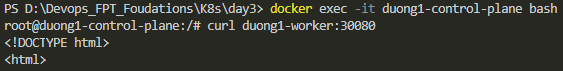 PS D:\Devops_FPT_Foudations\K8s\day3> docker exec -it duong1-control-plane bash
root@duong1-control-plane:/# curl duong1-worker:30080
<!DOCTYPE html>
<html>